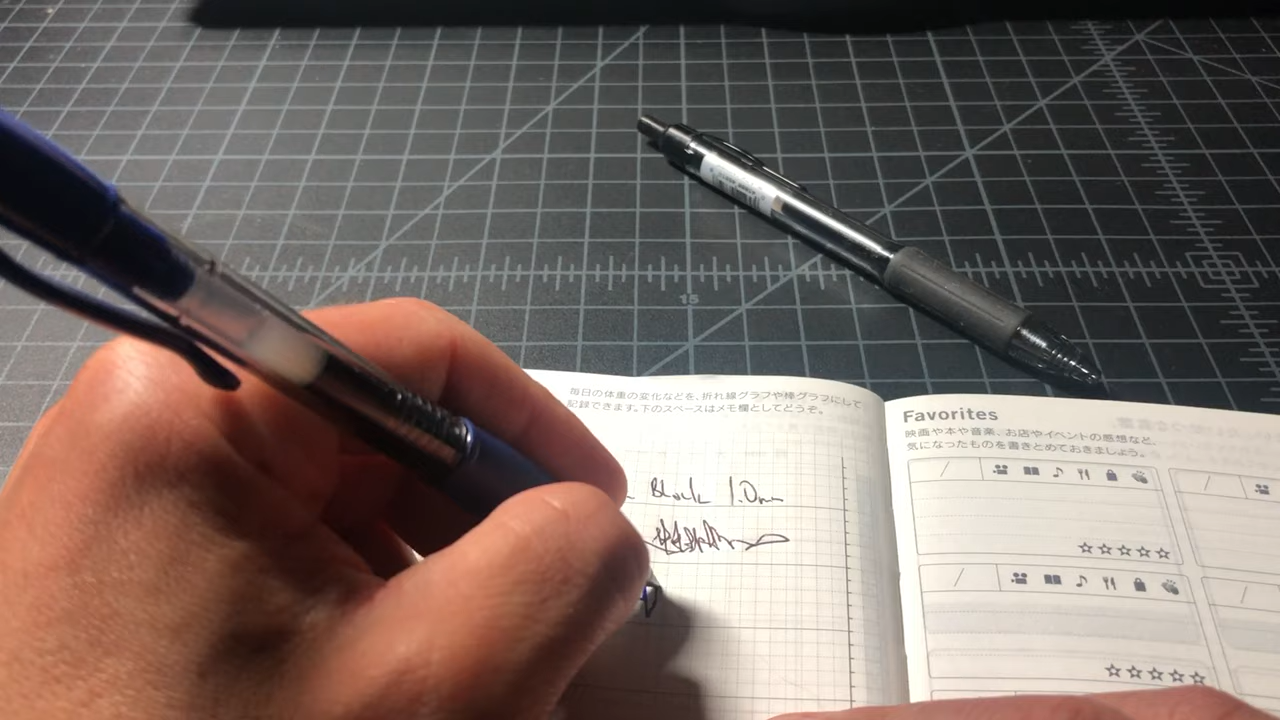 15
毎日の体重の変化などを、折れ線グラフや棒グラフにして
記録できます。下のスペースはメモ欄としてどうぞ。
Black 1.0mm
Favorites
映画や本や音楽、お店やイベントの感想など、
気になったものを書きとめておきましょう。
/
/
/
/